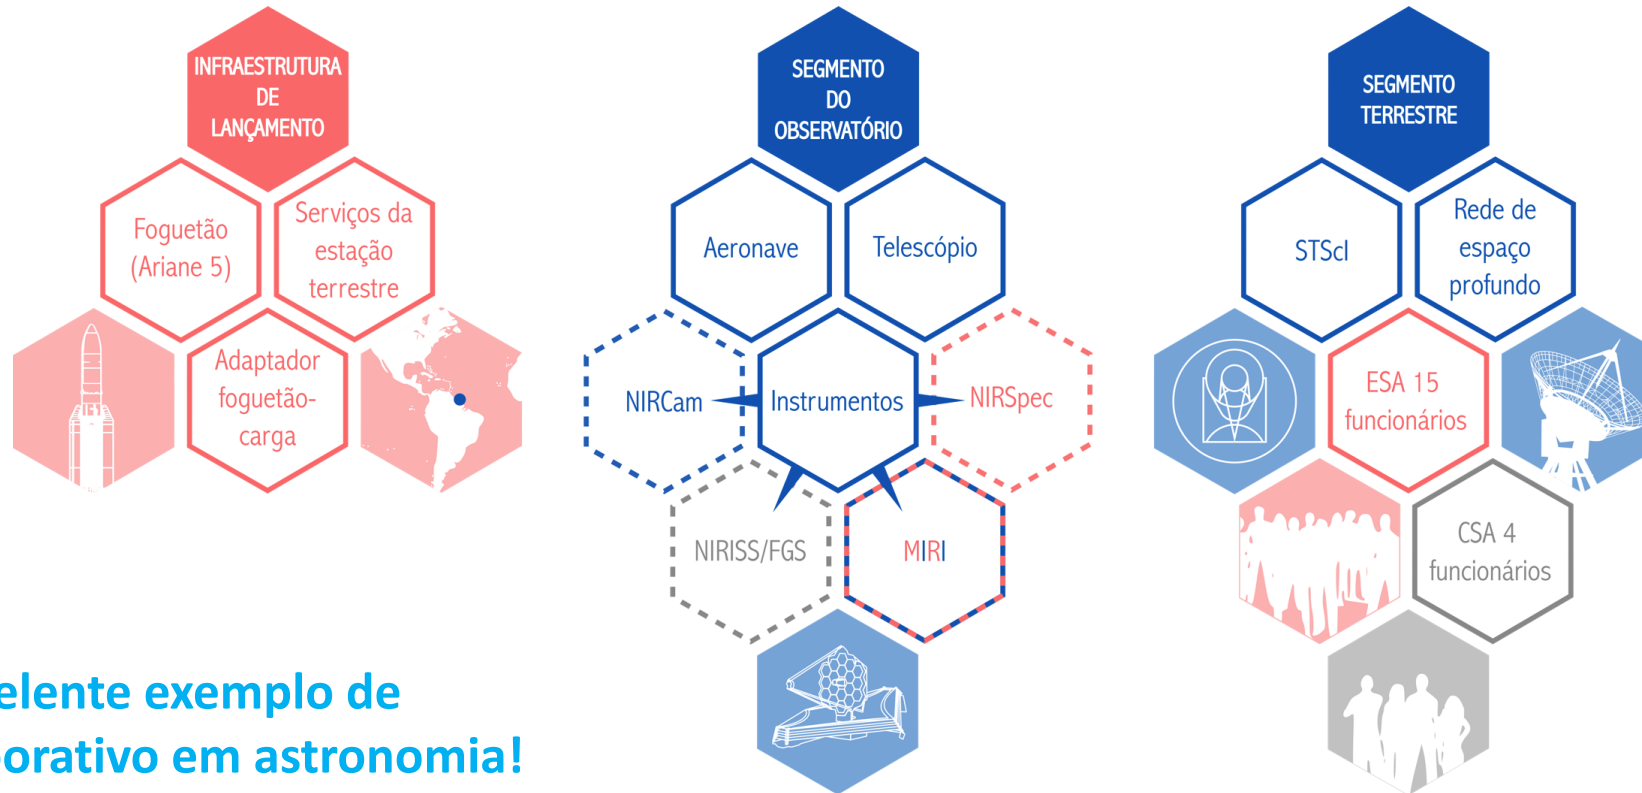 INFRAESTRUTURA
DE
LANÇAMENTO
Foguetão
(Ariane 5)
Serviços da
estação
terrestre
Adaptador
foguetão-
carga
SEGMENTO
DO
OBSERVATÓRIO
Aeronave
Telescópio
NIRCam
Instrumentos
NIRSpec
NIRISS/FGS
MIRI
SEGMENTO
TERRESTRE
STScI
Rede de
espaço
profundo
ESA 15
funcionários
CSA 4
funcionários
elente exemplo de
orativo em astronomia!